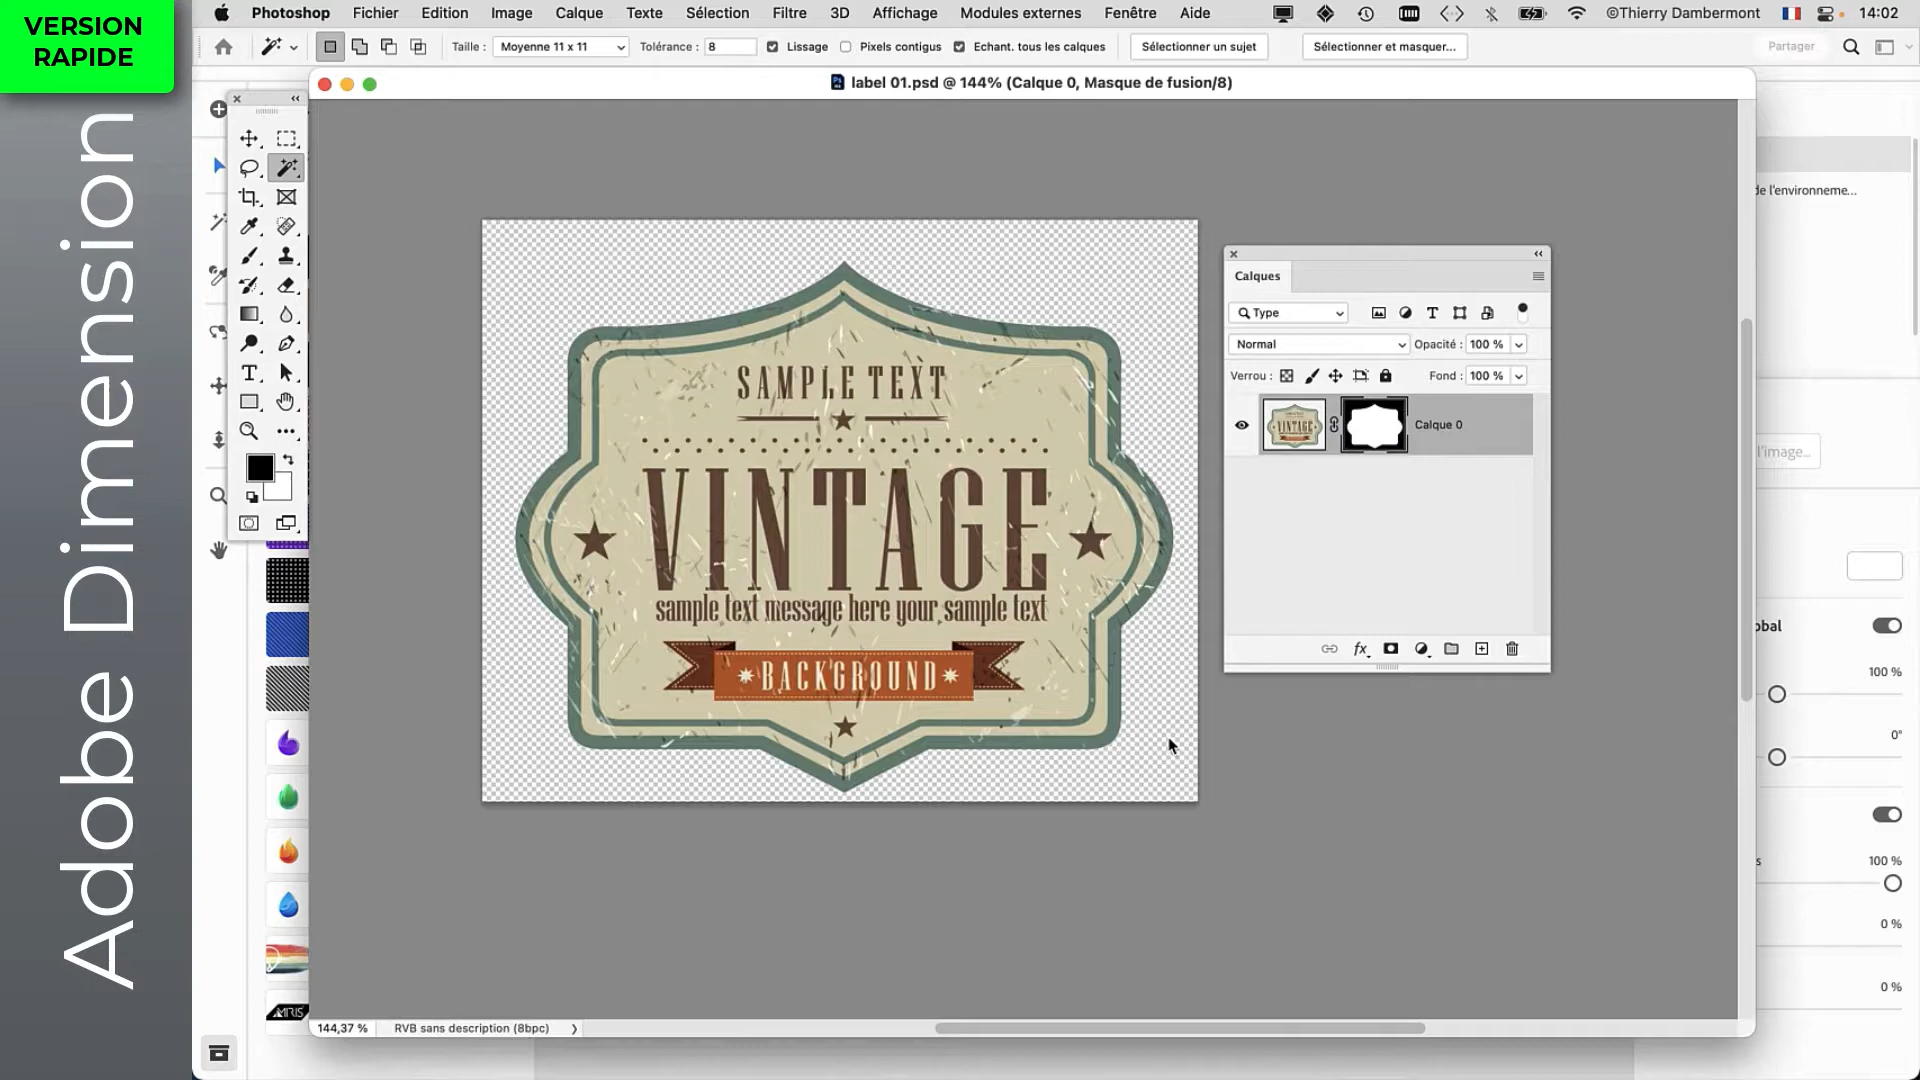 VERSION
RAPIDE
Adobe Dimension
Photoshop Fichier Edition Image Calque Texte Sélection Filtre 3D Affichage Modules externes Fenêtre Aide ©Thierry Dambermont 14:02
Taille : Moyenne 11 x 11 Tolérance : 8 Lissage Pixels contigus Echant. tous les calques Sélectionner un sujet Sélectionner et masquer... Partager
label 01.psd @ 144% (Calque 0, Masque de fusion/8)
de l'environneme...
SAMPLE TEXT
VINTAGE
sample text message here your sample text
BACKGROUND
Calques
Type
Normal Opacité : 100 %
Verrou : Fond : 100 %
VINTAGE
Calque 0
l'image...
obal
100 %
0°
s 100 %
0 %
0 %
144,37 % RVB sans description (8bpc)